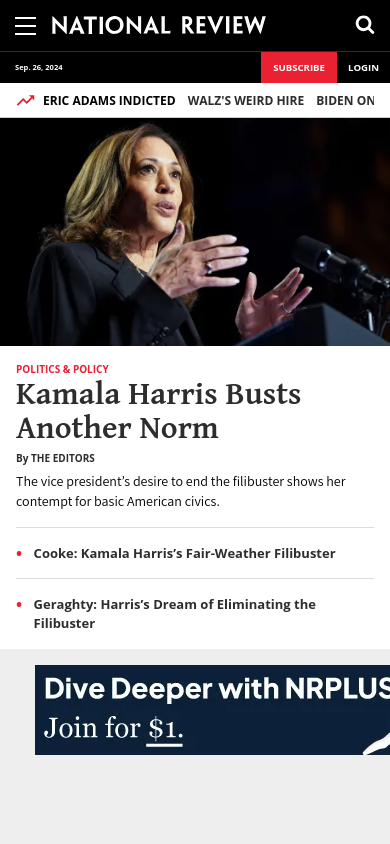 NATIONAL REVIEW
Sep. 26, 2024 SUBSCRIBE LOGIN
ERIC ADAMS INDICTED WALZ'S WEIRD HIRE BIDEN ON
POLITICS & POLICY
Kamala Harris Busts
Another Norm
By THE EDITORS
The vice president’s desire to end the filibuster shows her
contempt for basic American civics.
• Cooke: Kamala Harris’s Fair-Weather Filibuster
• Geraghty: Harris’s Dream of Eliminating the
Filibuster
Dive Deeper with NRPLUS
Join for $1.